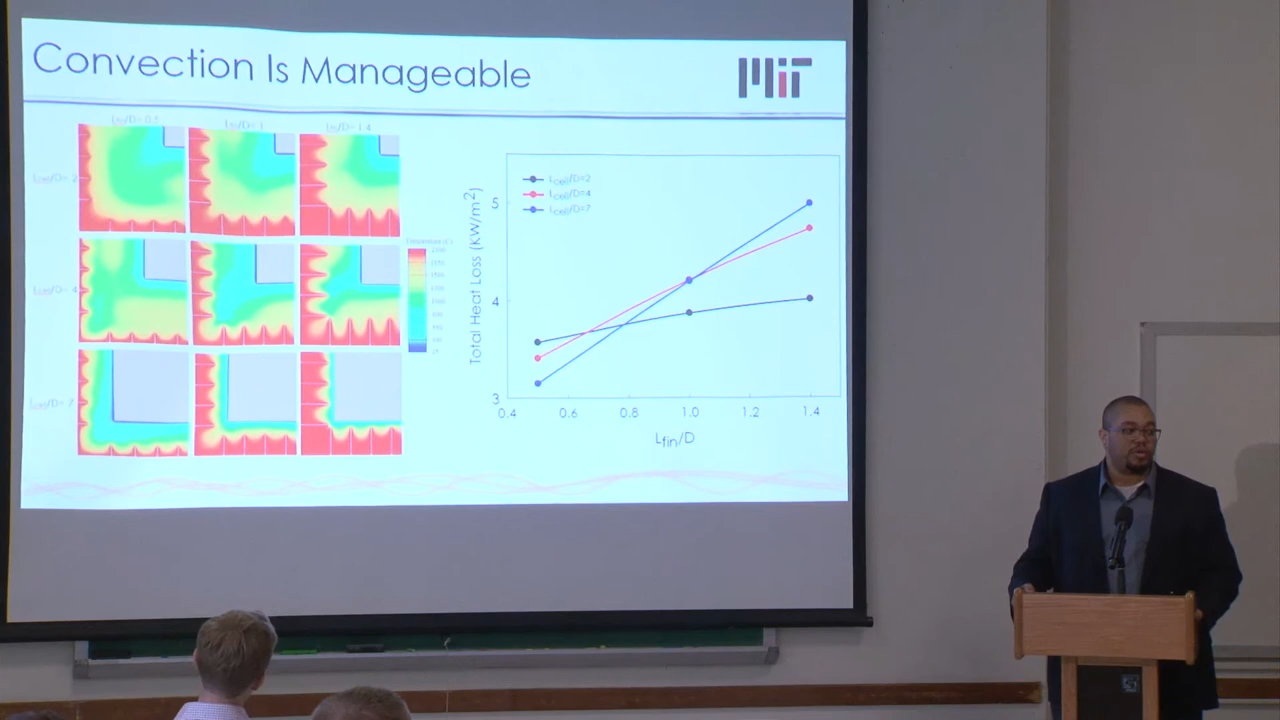 Convection Is Manageable
MIT
Lfin/D= 0.5
Lfin/D= 1
Lfin/D= 1.4
Lcell/D= 2
Lcell/D= 4
Lcell/D= 7
Total Heat Loss (kW/m²)
5
4
3
Lcell/D=2
Lcell/D=4
Lcell/D=7
0.4 0.6 0.8 1.0 1.2 1.4
Lfin/D